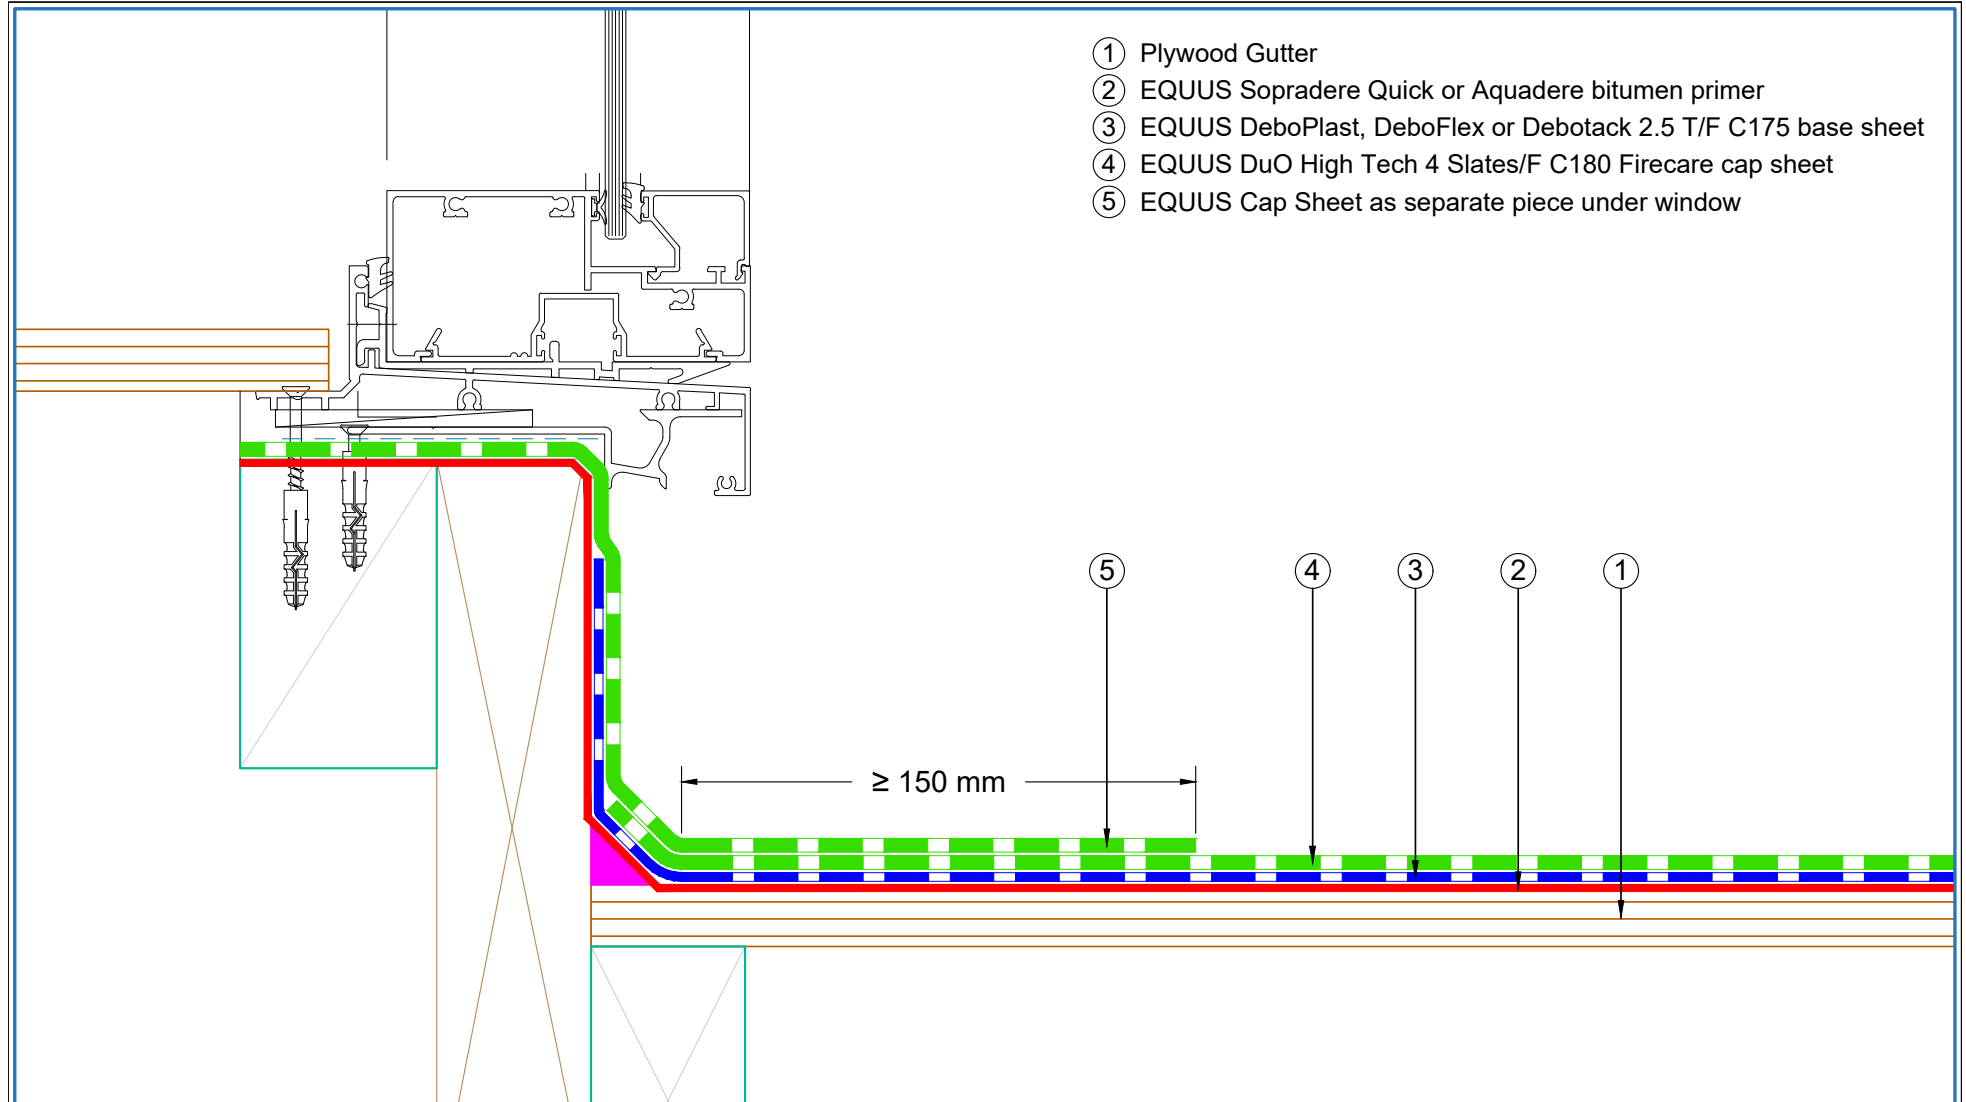 1 Plywood Gutter
2 EQUUS Sopradere Quick or Aquadere bitumen primer
3 EQUUS DeboPlast, DeboFlex or Debotack 2.5 T/F C175 base sheet
4 EQUUS DuO High Tech 4 Slates/F C180 Firecare cap sheet
5 EQUUS Cap Sheet as separate piece under window
5 4 3 2 1
≥ 150 mm